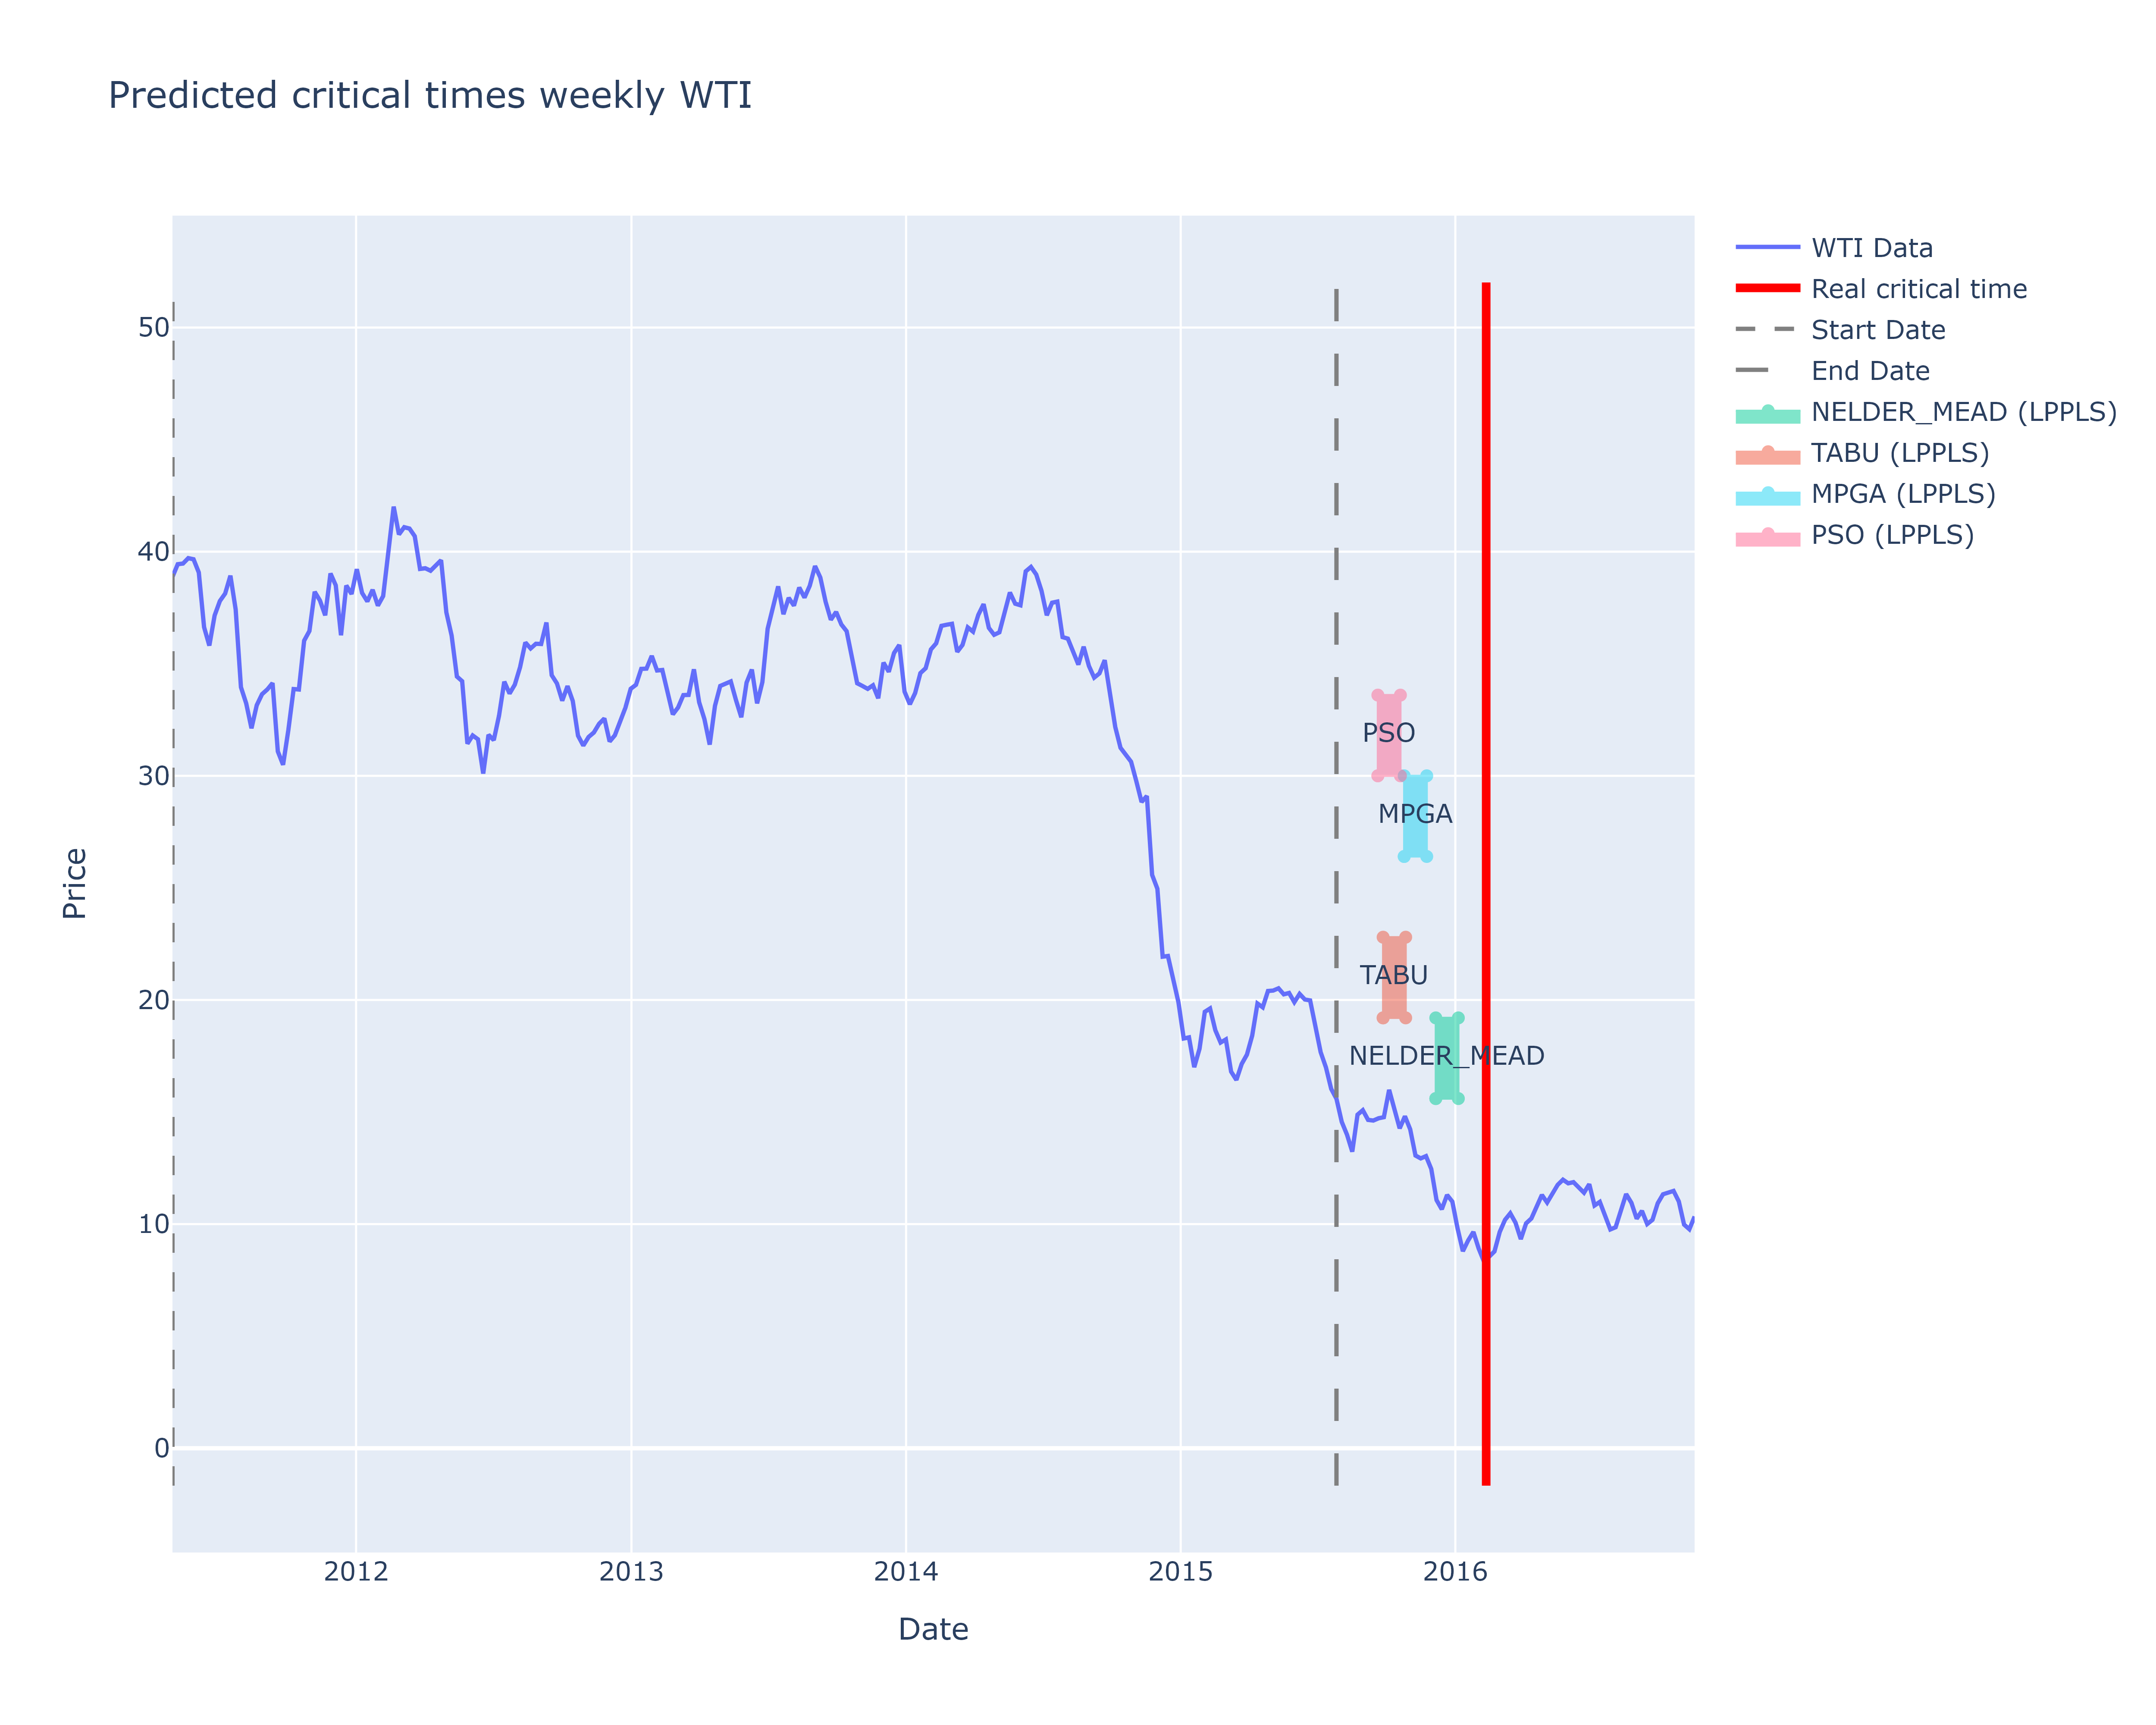 Predicted critical times weekly WTI
WTI Data
Real critical time
Start Date
End Date
NELDER_MEAD (LPPLS)
TABU (LPPLS)
MPGA (LPPLS)
PSO (LPPLS)
50
40
30
20
10
0
Price
PSO
MPGA
TABU
NELDER_MEAD
2012
2013
2014
2015
2016
Date